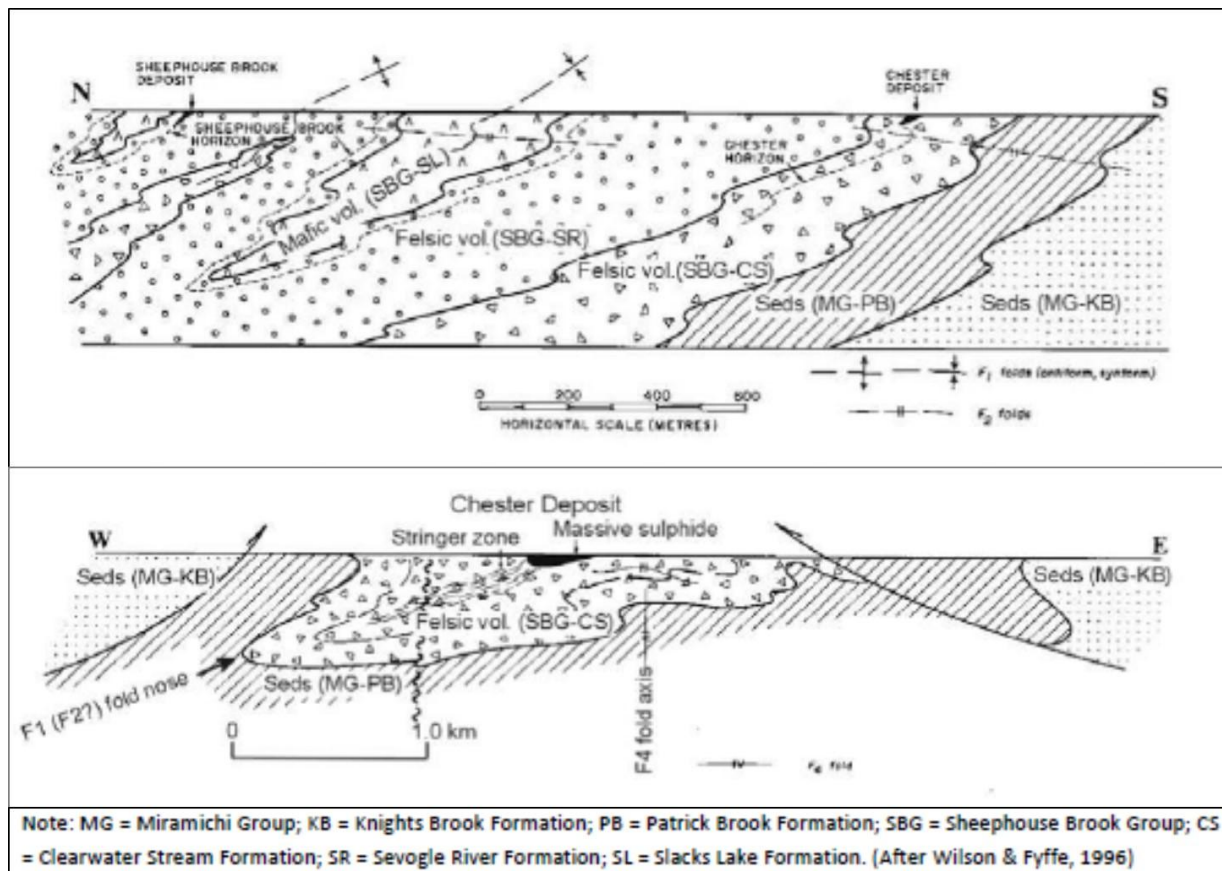 SHEEPHOUSE BROOK
DEPOSIT
CHESTER
DEPOSIT
N
S
SHEEPHOUSE BROOK
HORIZON
CHESTER
HORIZON
Mafic vol. (SBG-SL)
Felsic vol.(SBG-SR)
Felsic vol.(SBG-CS)
Seds (MG-PB)
Seds (MG-KB)
F1 folds (antiform, synform)
0 200 400 600
HORIZONTAL SCALE (METRES)
F2 folds
Chester Deposit
Stringer zone
Massive sulphide
W
E
Seds (MG-KB)
Seds (MG-KB)
Felsic vol. (SBG-CS)
Seds (MG-PB)
F1 (F2?) fold nose
0
1.0 km
F4 fold axis
IV
F4 fold
Note: MG = Miramichi Group; KB = Knights Brook Formation; PB = Patrick Brook Formation; SBG = Sheephouse Brook Group; CS
= Clearwater Stream Formation; SR = Sevogle River Formation; SL = Slacks Lake Formation. (After Wilson & Fyffe, 1996)